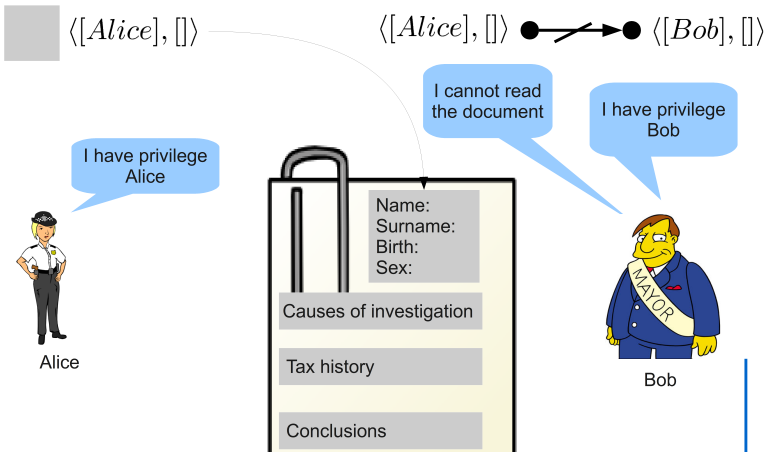 ⟨[Alice], []⟩
⟨[Alice], []⟩
⟨[Bob], []⟩
I cannot read
the document
I have privilege
Bob
I have privilege
Alice
Name:
Surname:
Birth:
Sex:
MAYOR
Causes of investigation
Alice
Tax history
Bob
Conclusions